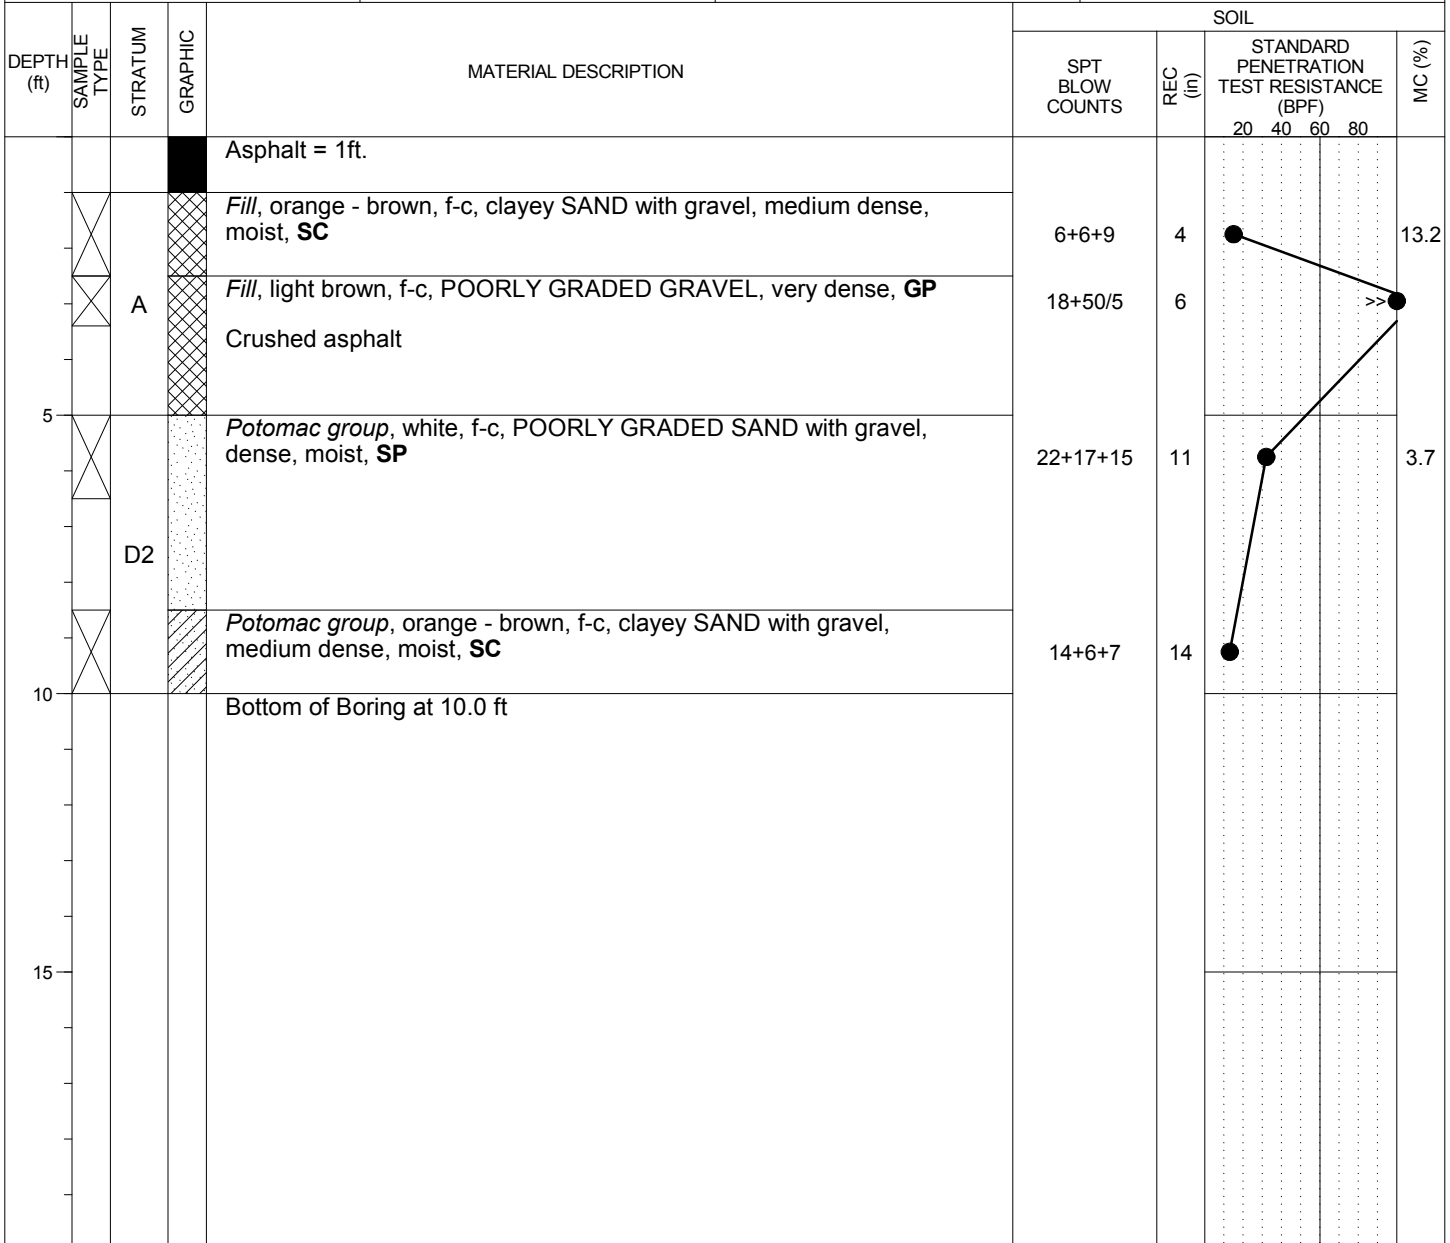 SOIL
DEPTH
(ft)
SAMPLE
TYPE
STRATUM
GRAPHIC
MATERIAL DESCRIPTION
SPT
BLOW
COUNTS
REC
(in)
STANDARD
PENETRATION
TEST RESISTANCE
(BPF)
20 40 60 80
MC (%)
Asphalt = 1ft.
Fill, orange - brown, f-c, clayey SAND with gravel, medium dense,
moist, SC
6+6+9 4 13.2
A
Fill, light brown, f-c, POORLY GRADED GRAVEL, very dense, GP
18+50/5 6 >>
Crushed asphalt
5
Potomac group, white, f-c, POORLY GRADED SAND with gravel,
dense, moist, SP
22+17+15 11 3.7
D2
Potomac group, orange - brown, f-c, clayey SAND with gravel,
medium dense, moist, SC
14+6+7 14
10
Bottom of Boring at 10.0 ft
15